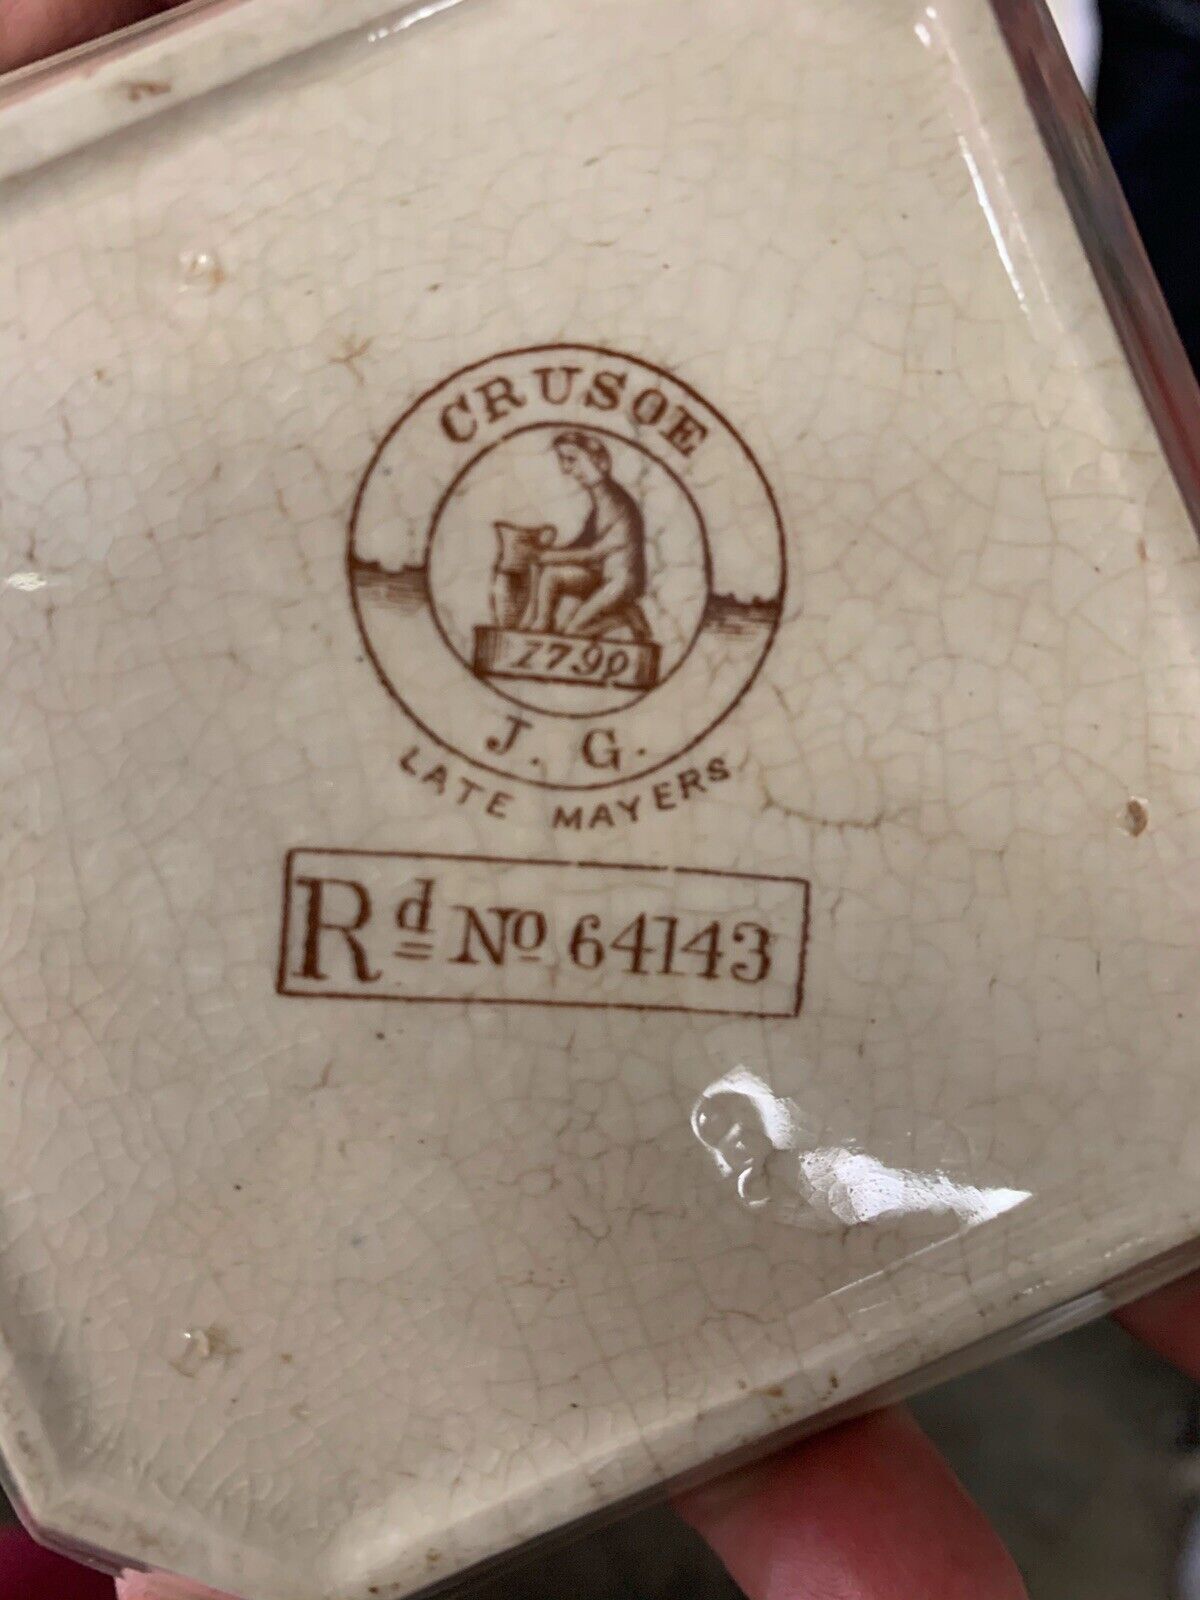 CRUSOE
1790
J. G.
LATE MAYERS
Rd No 64143